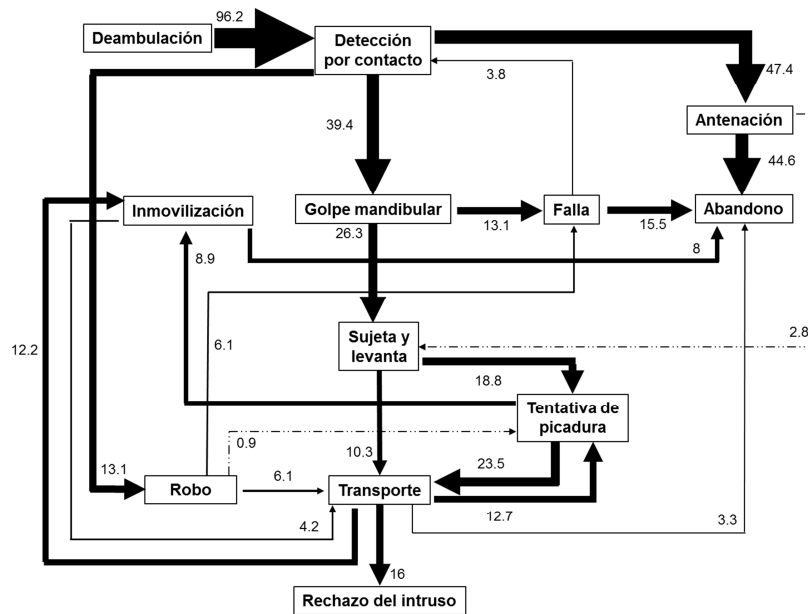 96.2
Deambulación
Detección
por contacto
3.8
47.4
Antenación
39.4
44.6
Inmovilización
Golpe mandibular
Falla
Abandono
26.3
13.1
15.5
8
8.9
12.2
6.1
Sujeta y
levanta
2.8
18.8
Tentativa de
picadura
0.9
10.3
13.1
Robo
6.1
Transporte
23.5
12.7
4.2
3.3
16
Rechazo del intruso